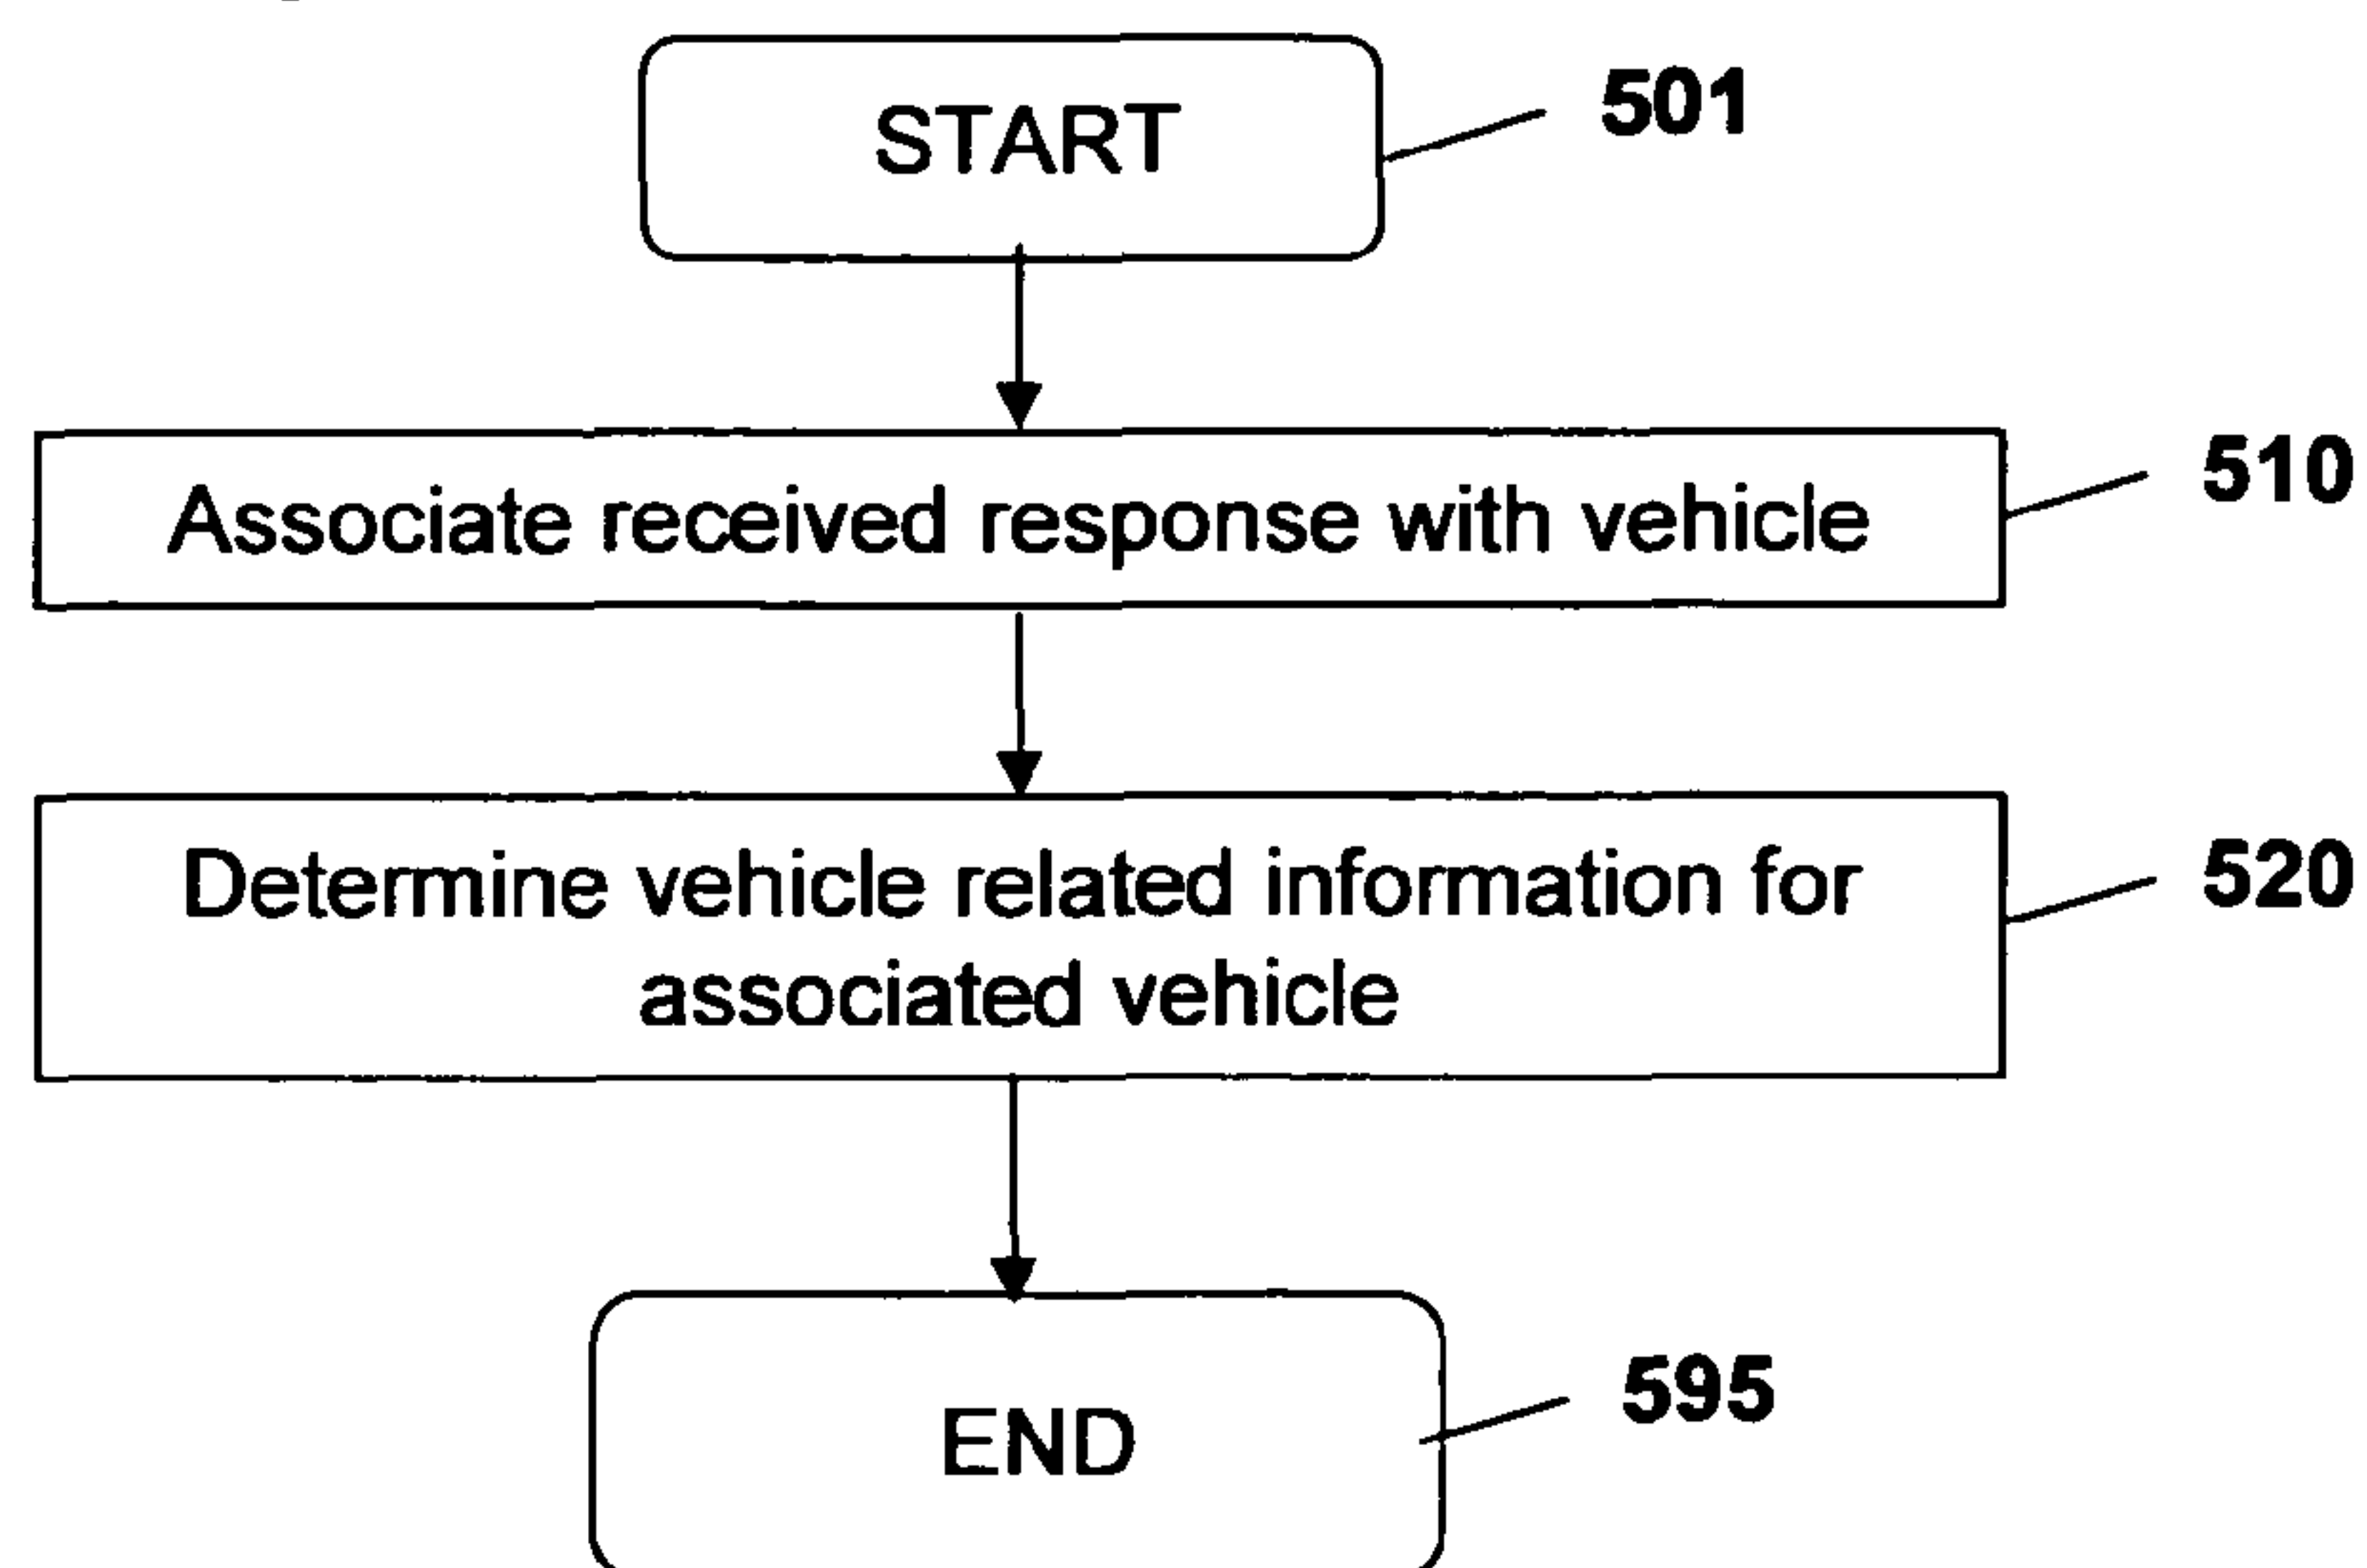 START
501
Associate received response with vehicle
510
Determine vehicle related information for
associated vehicle
520
END
595